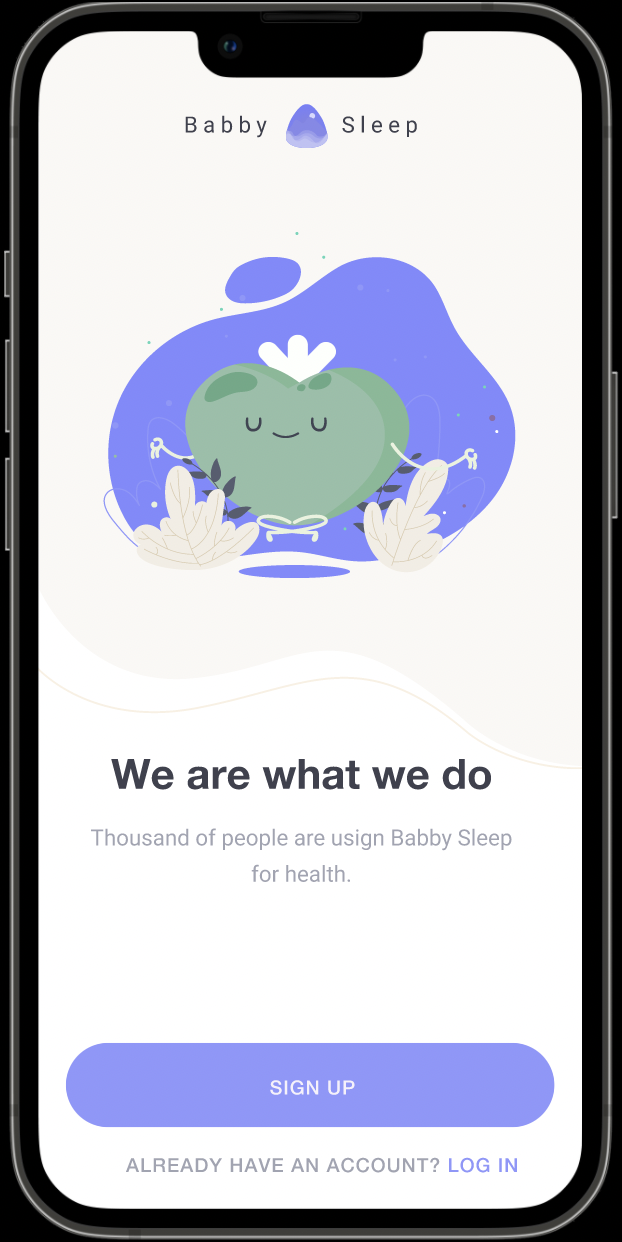 Babby Sleep
We are what we do
Thousand of people are usign Babby Sleep
for health.
SIGN UP
ALREADY HAVE AN ACCOUNT? LOG IN